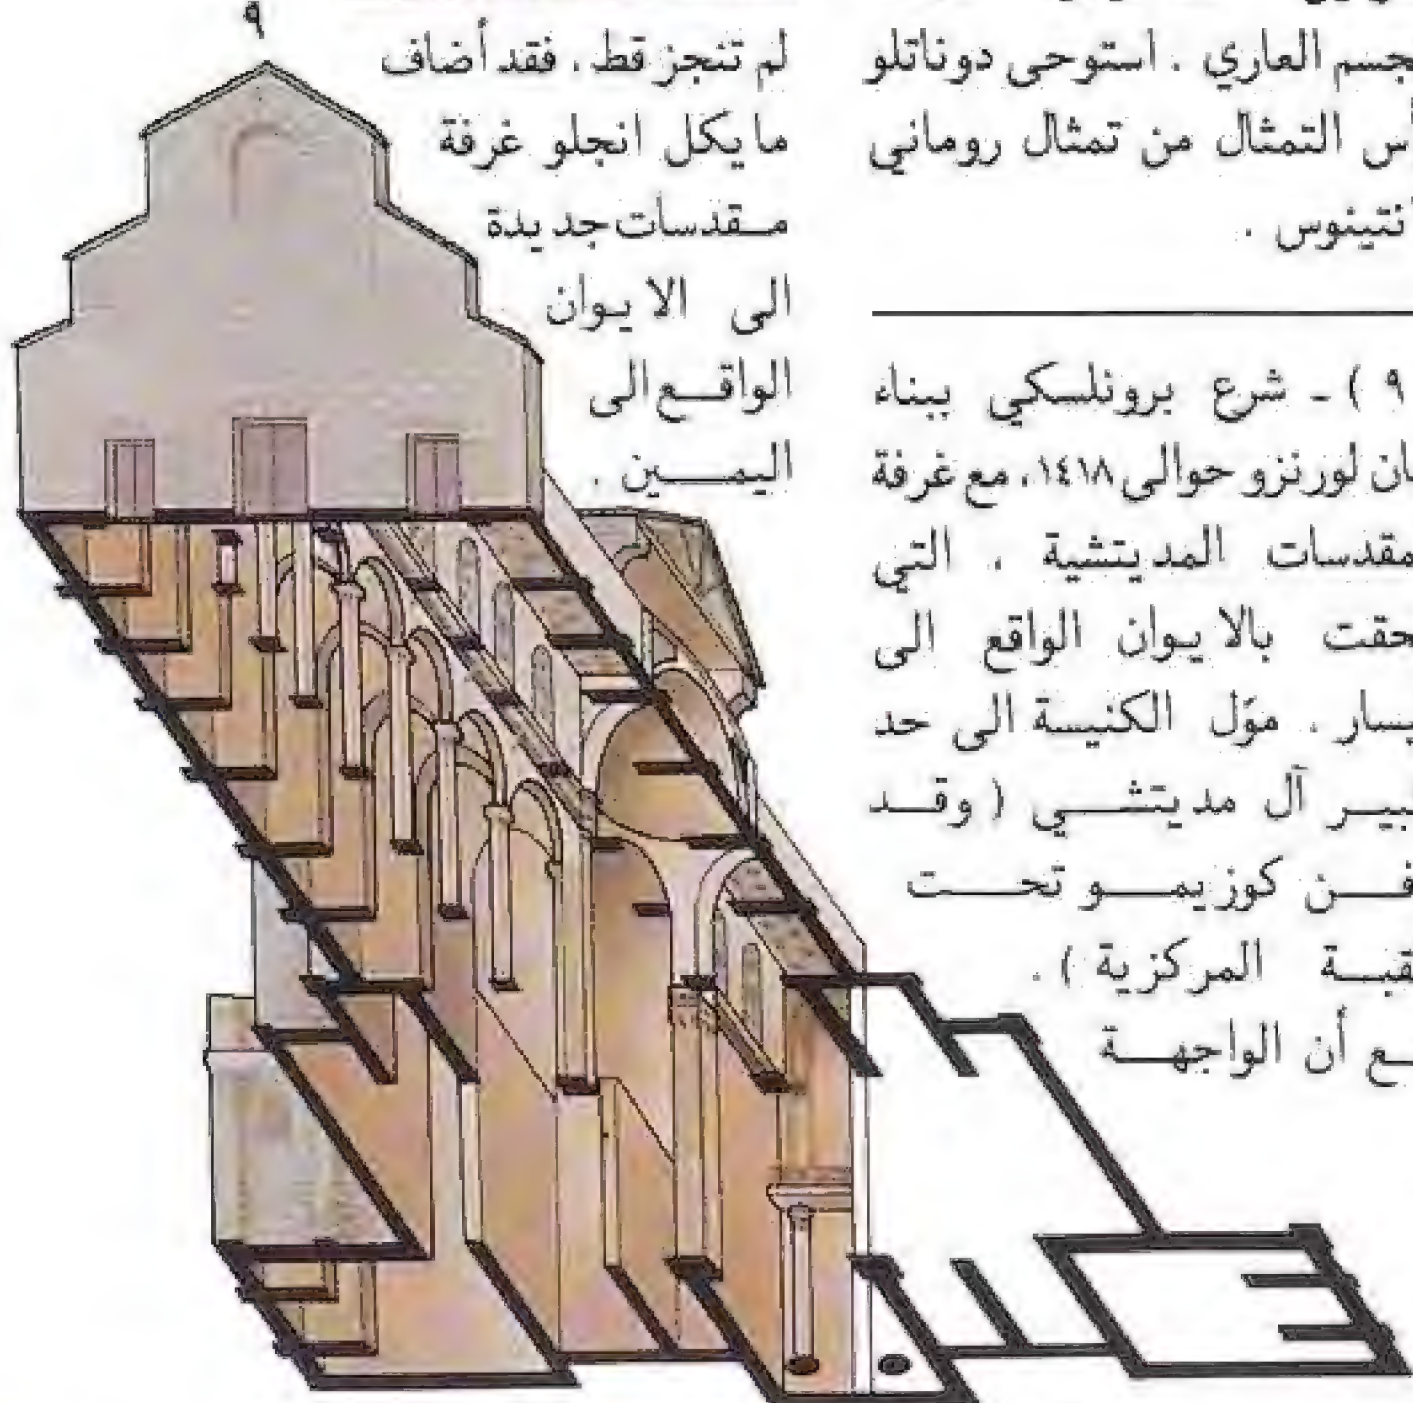 جسم العاري . استوحى دوناتلو
أس التمثال من تمثال روماني
انتينوس .
٩ ) ـ شرع برونلسكي ببناء
ان لورنزو حوالى ١٤١٨، مع غرفة
مقدسات المديتشية ، التي
حقت بالايوان الواقع الى
يسار . موّل الكنيسة الى حد
بير آل مديتشي ( وقد
فن كوزيمو تحت
قبة المركزية ) .
ع أن الواجهة
٩
لم تنجز قط ، فقد أضاف
مايكل انجلو غرفة
مقدسات جديدة
الى الايوان
الواقع الى
اليمين .